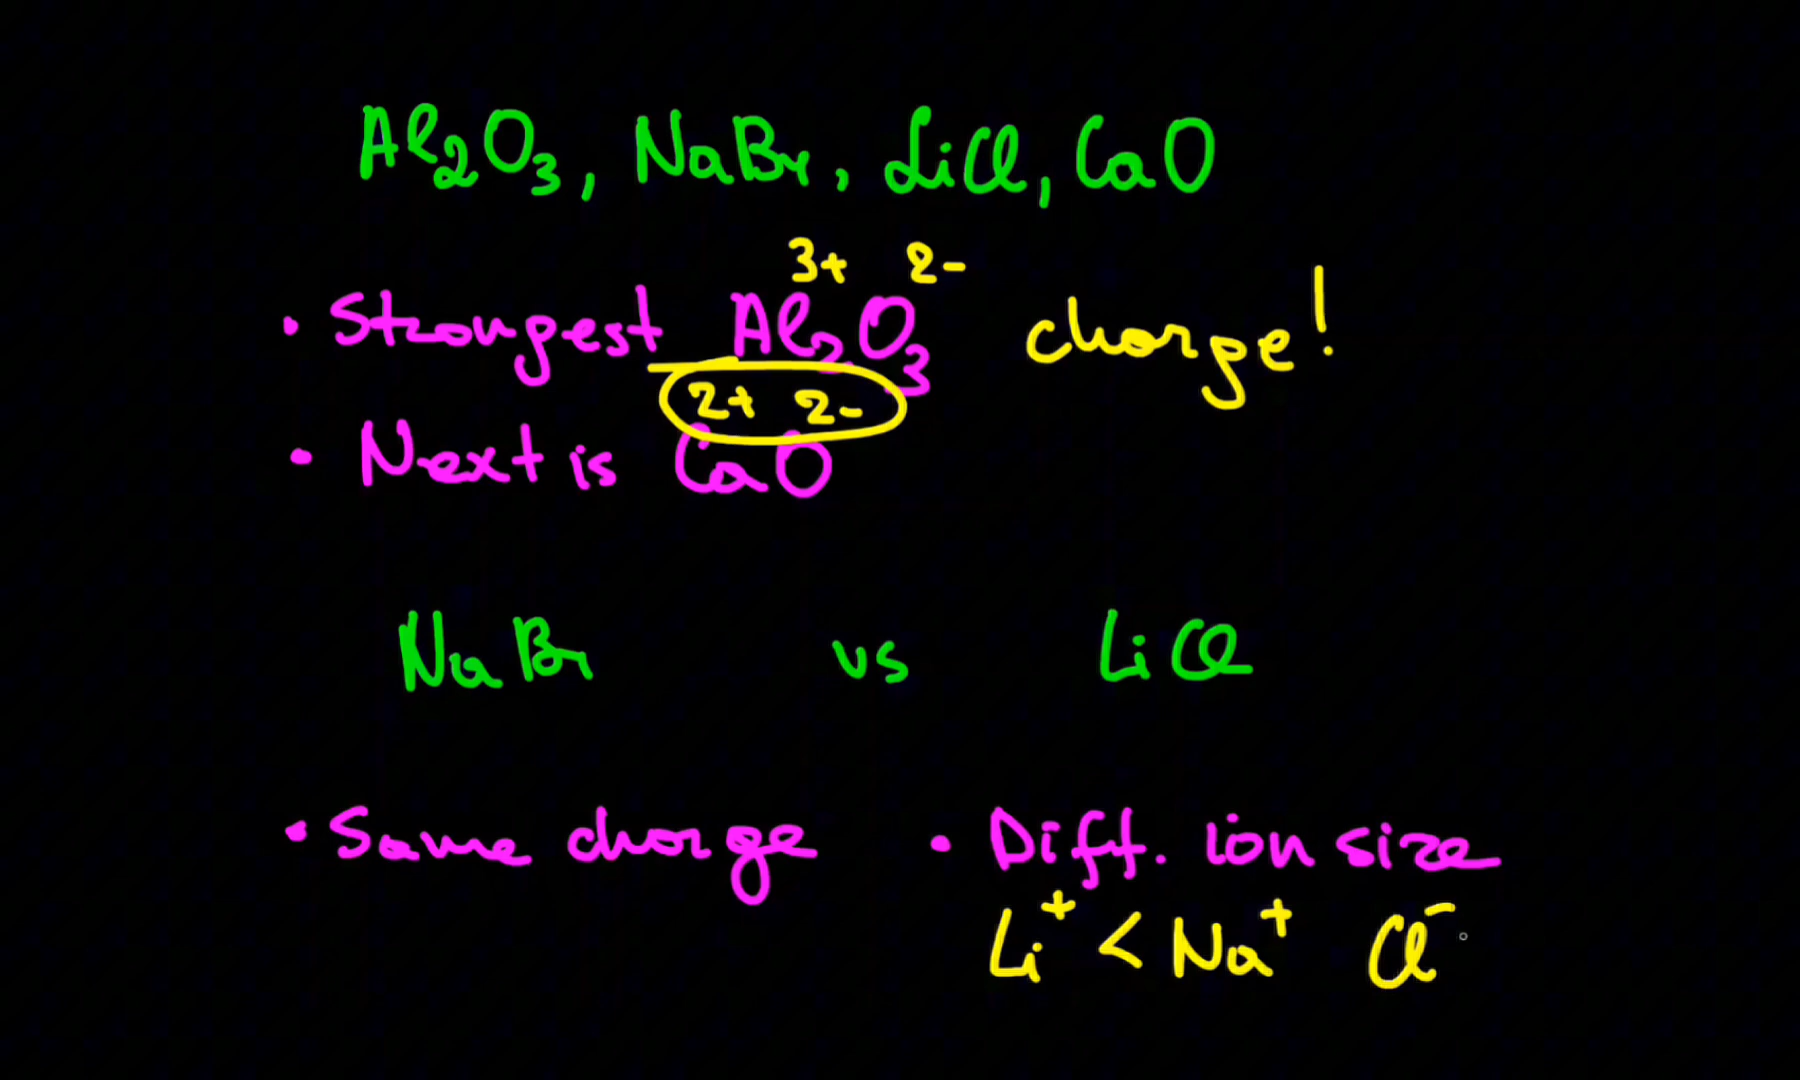 Al₂O₃, NaBr, LiCl, CaO
3+ 2-
• Strongest Al₂O₃ charge!
2+ 2-
• Next is CaO
NaBr vs LiCl
• Same charge • Diff. ion size
Li⁺ < Na⁺ Cl⁻